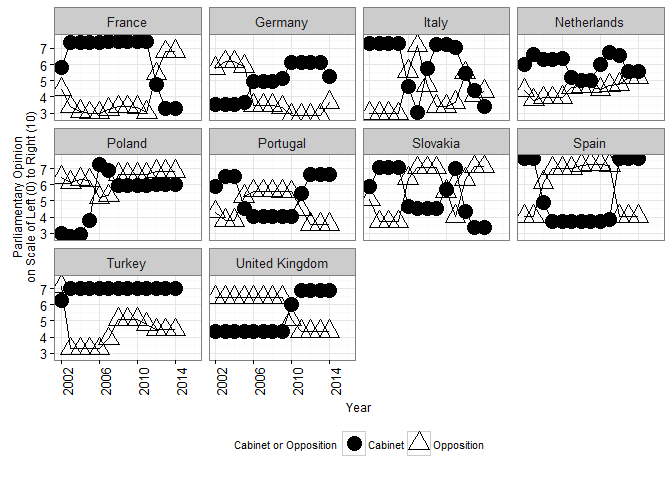 France Germany Italy Netherlands
7
6
5
4
3
Poland Portugal Slovakia Spain
7
6
5
4
3
Turkey United Kingdom
7
6
5
4
3
2002 2006 2010 2014 2002 2006 2010 2014
Parliamentary Opinion
on Scale of Left (0) to Right (10)
Year
Cabinet or Opposition Cabinet Opposition